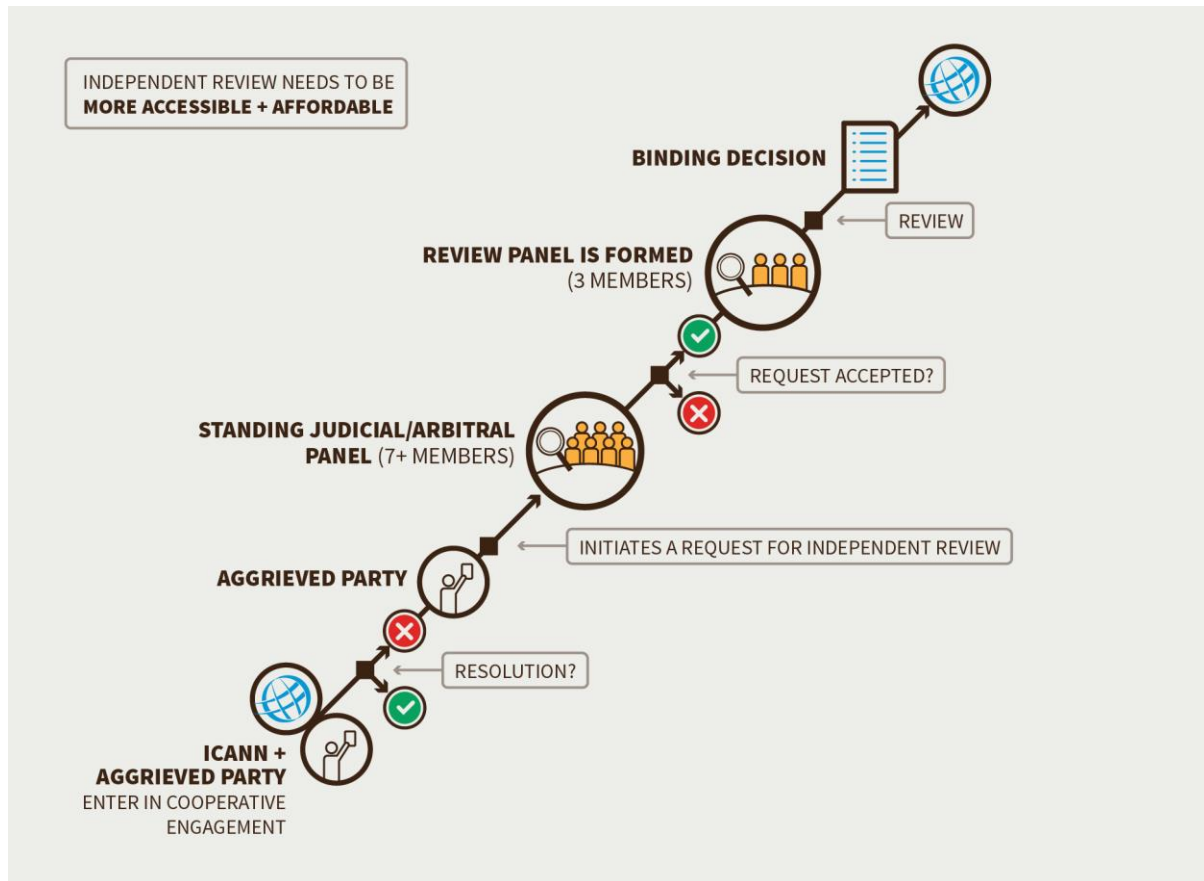 INDEPENDENT REVIEW NEEDS TO BE
MORE ACCESSIBLE + AFFORDABLE
BINDING DECISION
REVIEW
REVIEW PANEL IS FORMED
(3 MEMBERS)
REQUEST ACCEPTED?
STANDING JUDICIAL/ARBITRAL
PANEL (7+ MEMBERS)
INITIATES A REQUEST FOR INDEPENDENT REVIEW
AGGRIEVED PARTY
RESOLUTION?
ICANN +
AGGRIEVED PARTY
ENTER IN COOPERATIVE
ENGAGEMENT